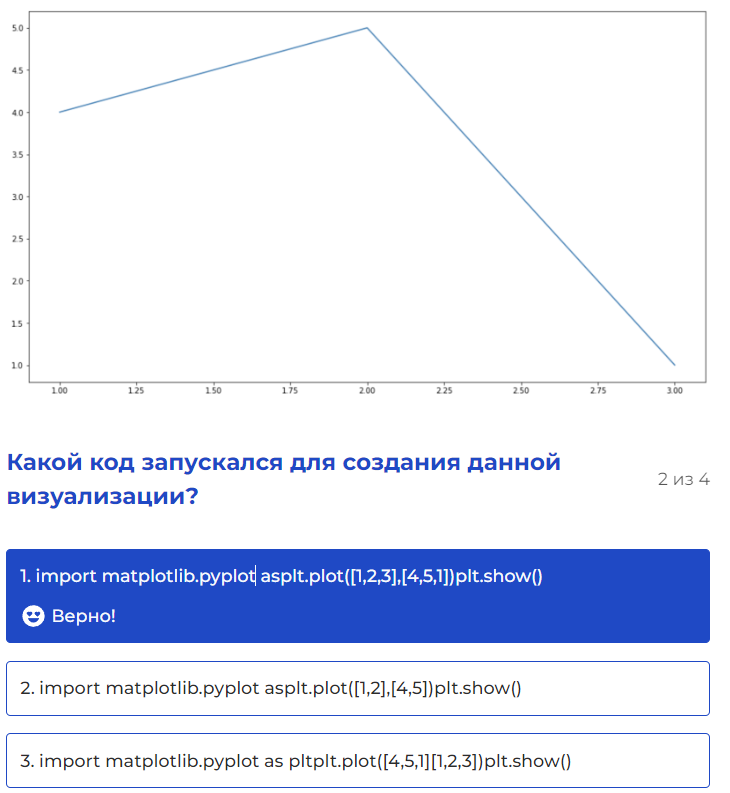 5.0
4.5
4.0
3.5
3.0
2.5
2.0
1.5
1.0
1.00 1.25 1.50 1.75 2.00 2.25 2.50 2.75 3.00
Какой код запускался для создания данной
визуализации?
2 из 4
1. import matplotlib.pyplot asplt.plot([1,2,3],[4,5,1])plt.show()
Верно!
2. import matplotlib.pyplot asplt.plot([1,2],[4,5])plt.show()
3. import matplotlib.pyplot as pltplt.plot([4,5,1][1,2,3])plt.show()